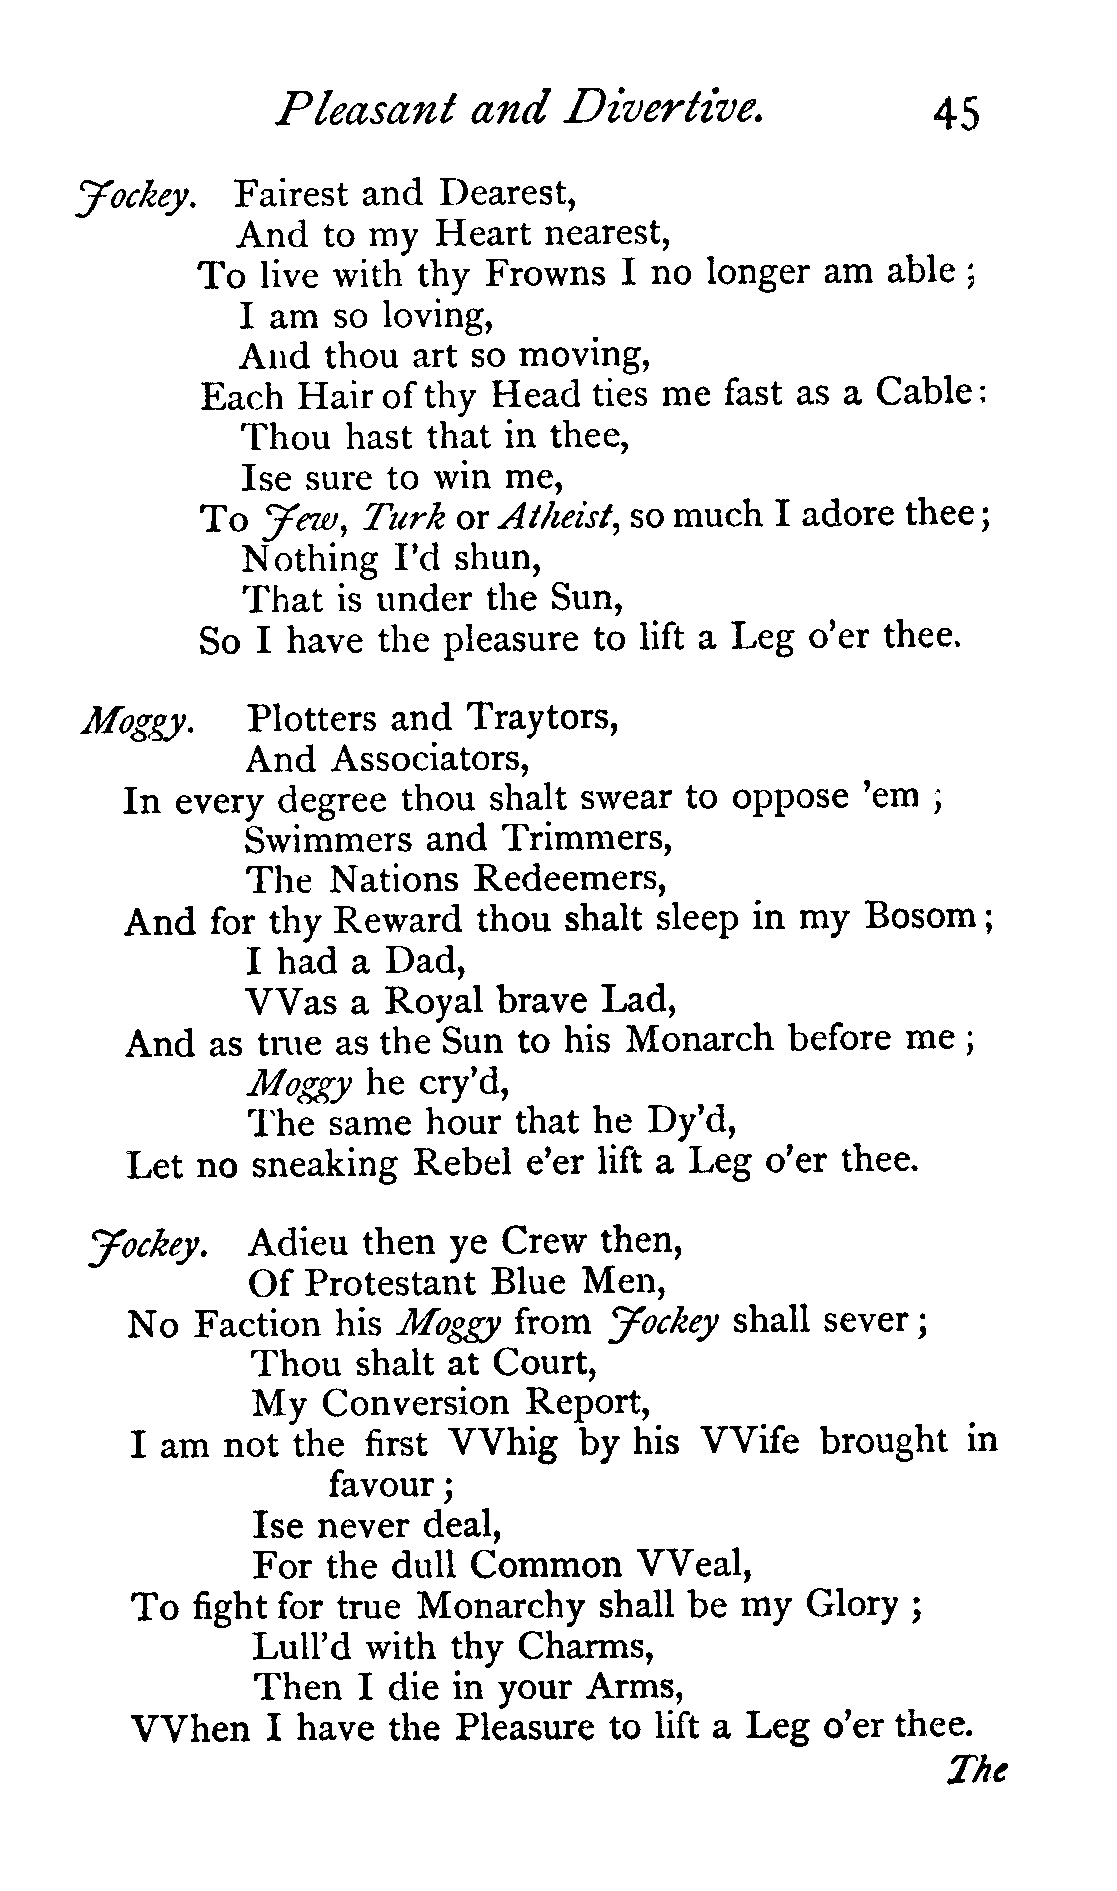 Pleasant and Divertive. 45
Jockey. Fairest and Dearest,
And to my Heart nearest,
To live with thy Frowns I no longer am able ;
I am so loving,
And thou art so moving,
Each Hair of thy Head ties me fast as a Cable :
Thou hast that in thee,
Ise sure to win me,
To Jew, Turk or Atheist, so much I adore thee ;
Nothing I'd shun,
That is under the Sun,
So I have the pleasure to lift a Leg o'er thee.
Moggy. Plotters and Traytors,
And Associators,
In every degree thou shalt swear to oppose 'em ;
Swimmers and Trimmers,
The Nations Redeemers,
And for thy Reward thou shalt sleep in my Bosom ;
I had a Dad,
VVas a Royal brave Lad,
And as true as the Sun to his Monarch before me ;
Moggy he cry'd,
The same hour that he Dy'd,
Let no sneaking Rebel e'er lift a Leg o'er thee.
Jockey. Adieu then ye Crew then,
Of Protestant Blue Men,
No Faction his Moggy from Jockey shall sever ;
Thou shalt at Court,
My Conversion Report,
I am not the first VVhig by his VVife brought in
favour ;
Ise never deal,
For the dull Common VVeal,
To fight for true Monarchy shall be my Glory ;
Lull'd with thy Charms,
Then I die in your Arms,
VVhen I have the Pleasure to lift a Leg o'er thee.
The